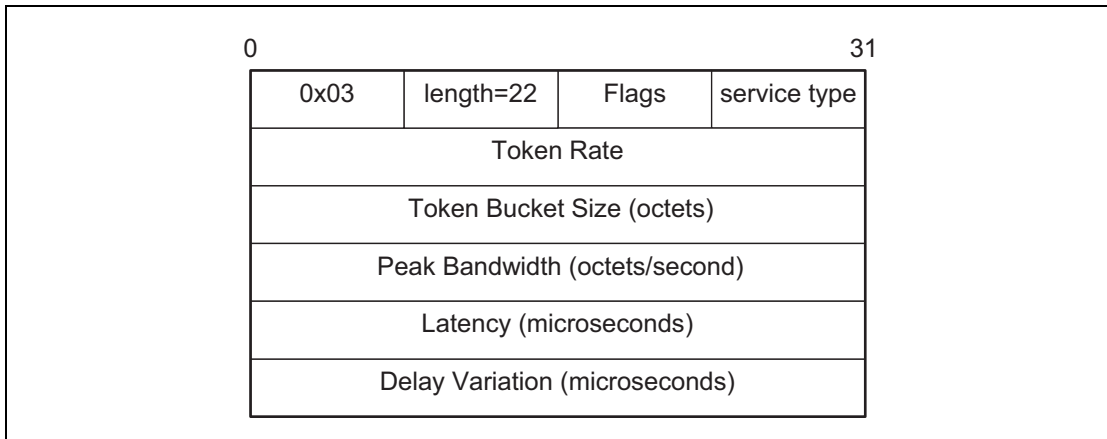 0 31
0x03 length=22 Flags service type
Token Rate
Token Bucket Size (octets)
Peak Bandwidth (octets/second)
Latency (microseconds)
Delay Variation (microseconds)